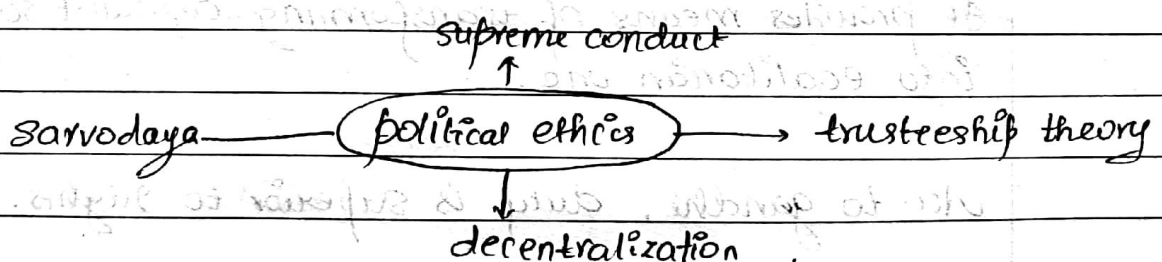 supreme conduct
sarvodaya political ethics trusteeship theory
decentralization